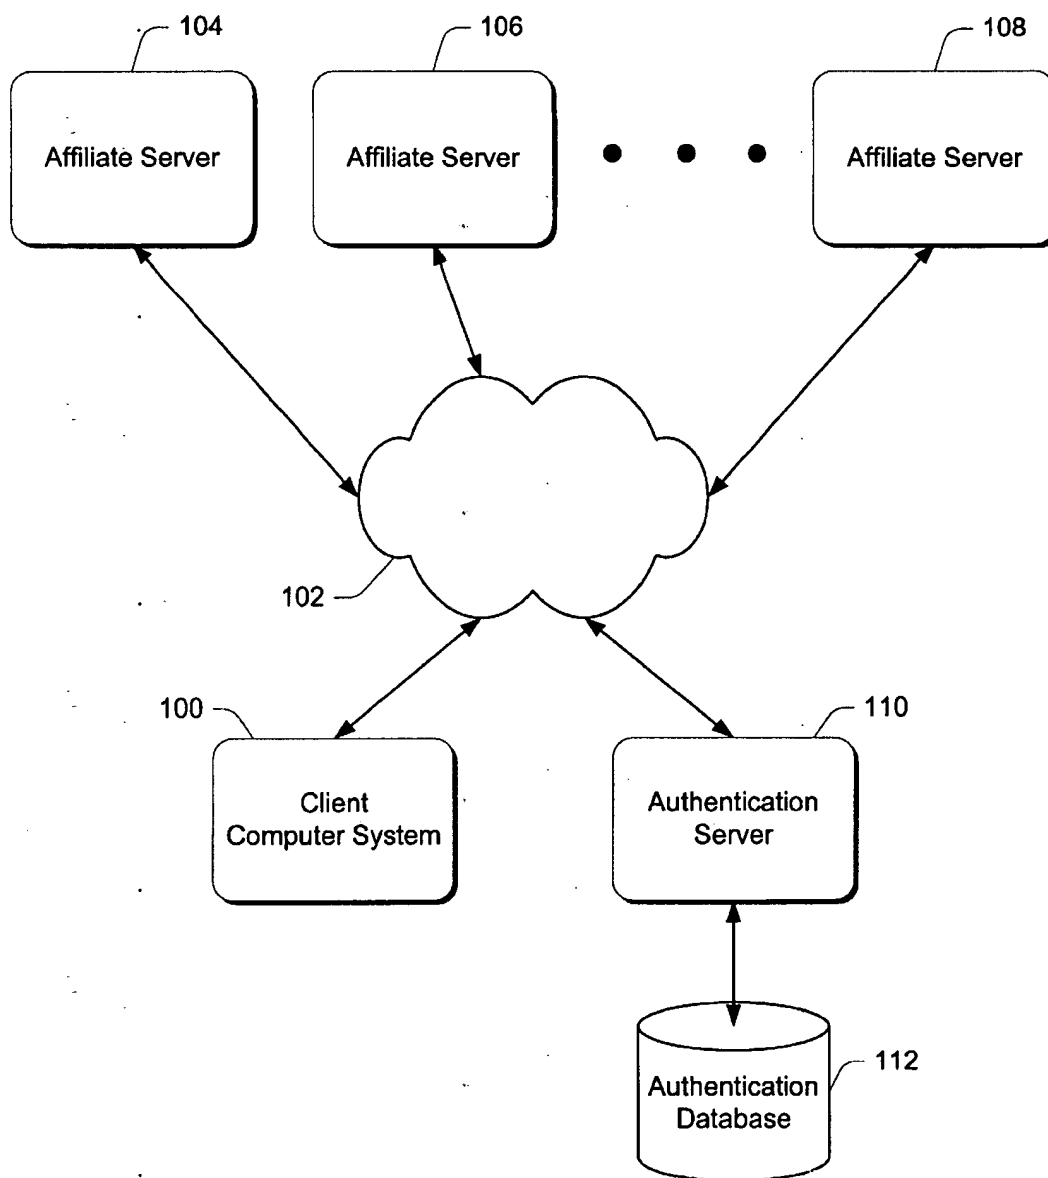 104
106
108
Affiliate Server
Affiliate Server
Affiliate Server
102
100
110
Client
Computer System
Authentication
Server
112
Authentication
Database